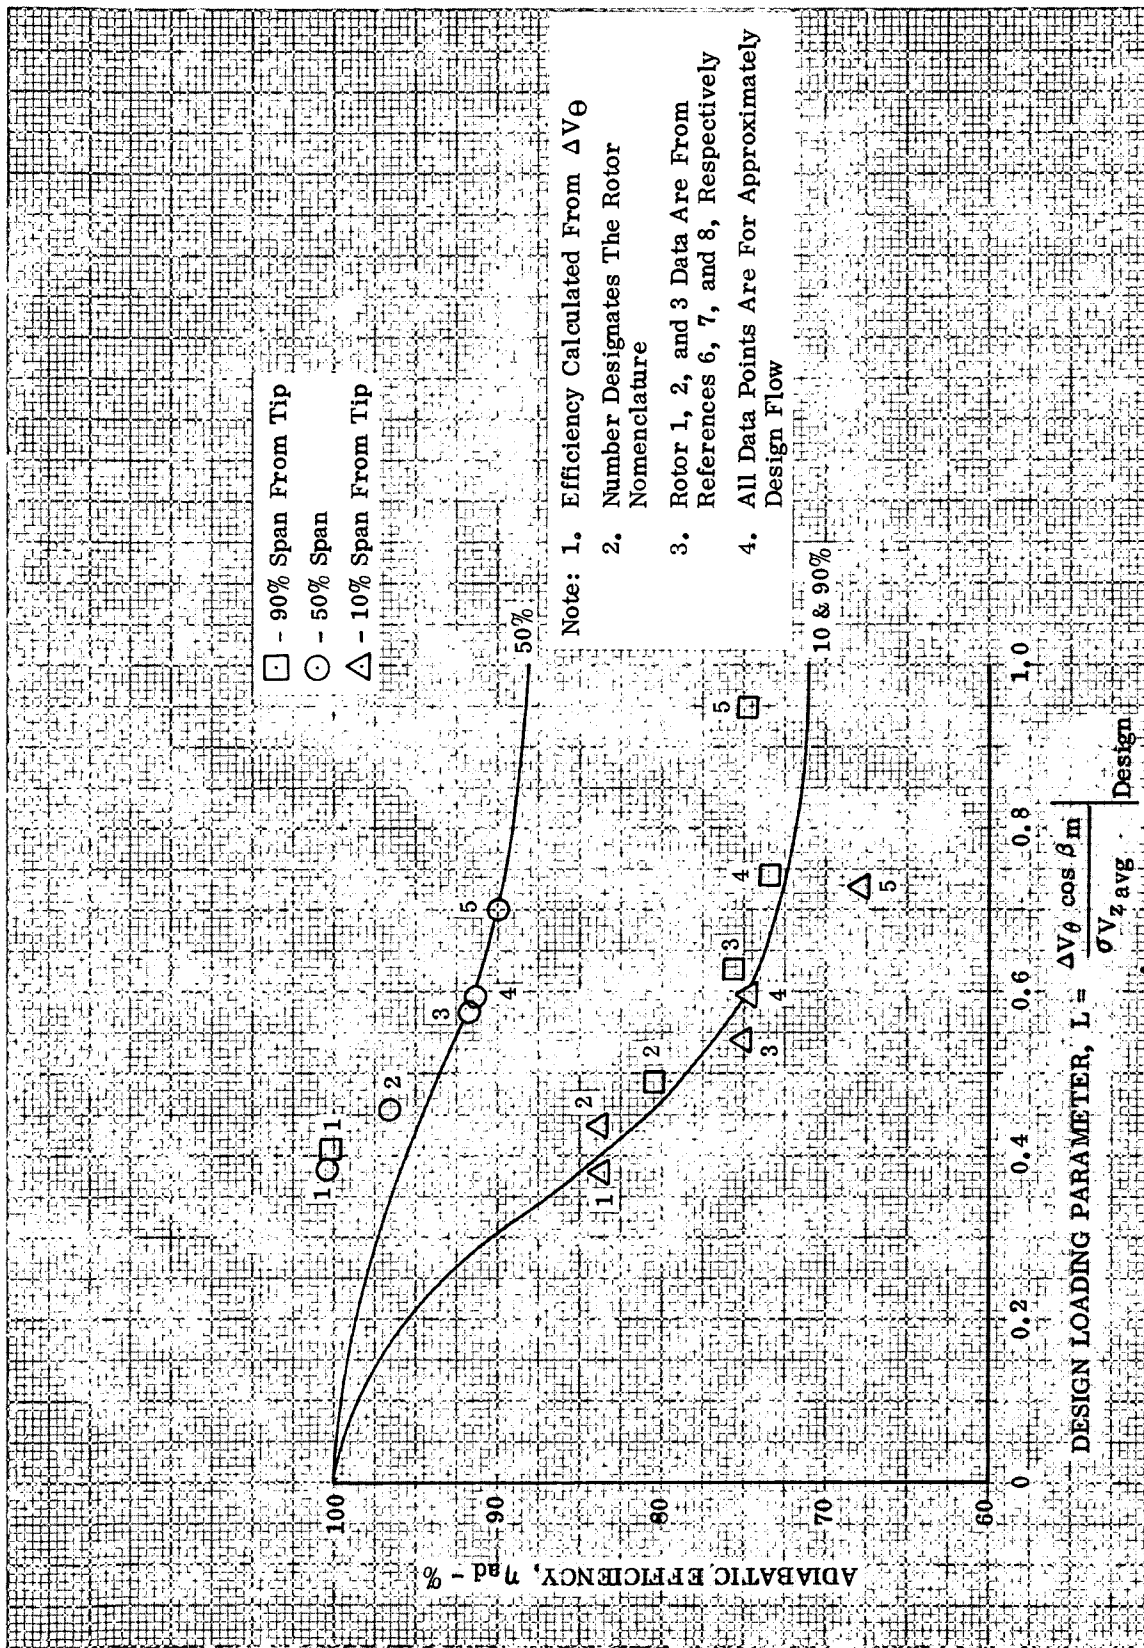 □ - 90% Span From Tip
○ - 50% Span
△ - 10% Span From Tip
Note: 1. Efficiency Calculated From ΔVθ
2. Number Designates The Rotor
Nomenclature
3. Rotor 1, 2, and 3 Data Are From
References 6, 7, and 8, Respectively
4. All Data Points Are For Approximately
Design Flow
50%
10 & 90%
1
1
2
3
4
5
1
2
2
3
3
4
4
5
5
ADIABATIC EFFICIENCY, ηad - %
100
90
80
70
60
0
0.2
0.4
0.6
0.8
1.0
DESIGN LOADING PARAMETER, L = ΔVθ cos βm
σVz avg
Design